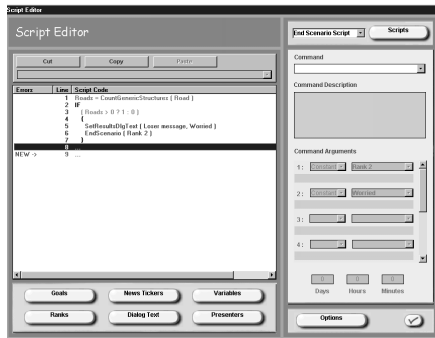 Script Editor
Script Editor
End Scenario Script
Scripts
Cut
Copy
Paste
Command
Command Description
Errors
Line
Script Code
1 Roads = CountGenericStructures ( Road )
2 IF
3 ( Roads > 0 ? 1 : 0 )
4 {
5 SetResultsDlgText ( Loser message, Worried )
6 EndScenario ( Rank 2 )
7 }
8 ...
NEW -> 9 ...
Command Arguments
1 : Constant Rank 2
2 : Constant Worried
3 :
4 :
0 0 0
Days Hours Minutes
Goals
News Tickers
Variables
Ranks
Dialog Text
Presenters
Options